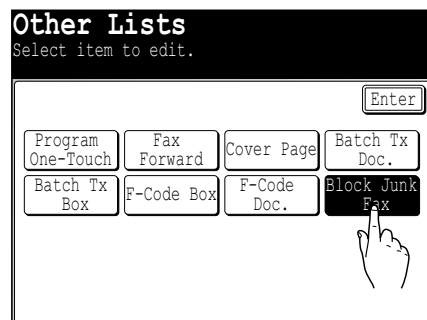 Other Lists
Select item to edit.
Enter
Program One-Touch
Fax Forward
Cover Page
Batch Tx Doc.
Batch Tx Box
F-Code Box
F-Code Doc.
Block Junk Fax